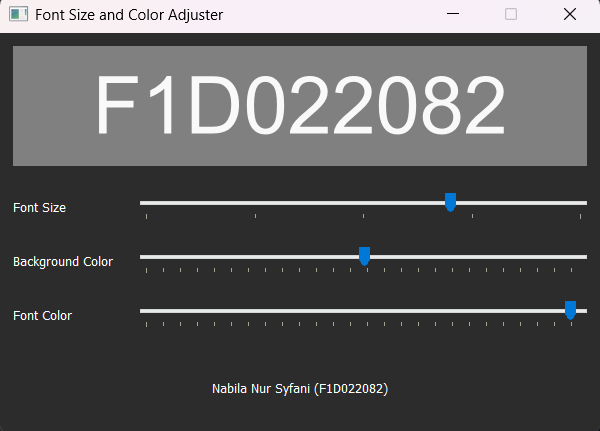 Font Size and Color Adjuster
F1D022082
Font Size
Background Color
Font Color
Nabila Nur Syfani (F1D022082)